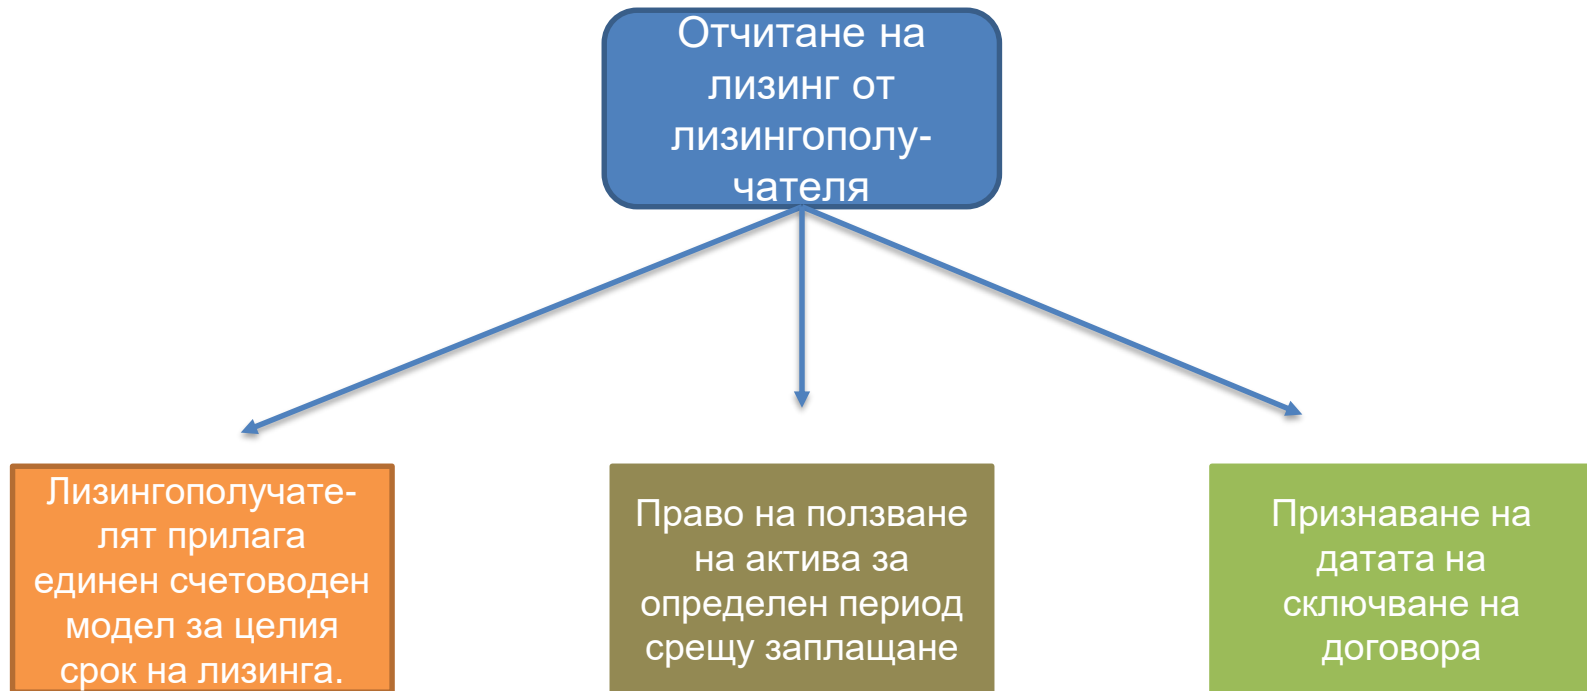 Отчитане на
лизинг от
лизингополу-
чателя
Лизингополучате-
лят прилага
единен счетоводен
модел за целия
срок на лизинга.
Право на ползване
на актива за
определен период
срещу заплащане
Признаване на
датата на
сключване на
договора